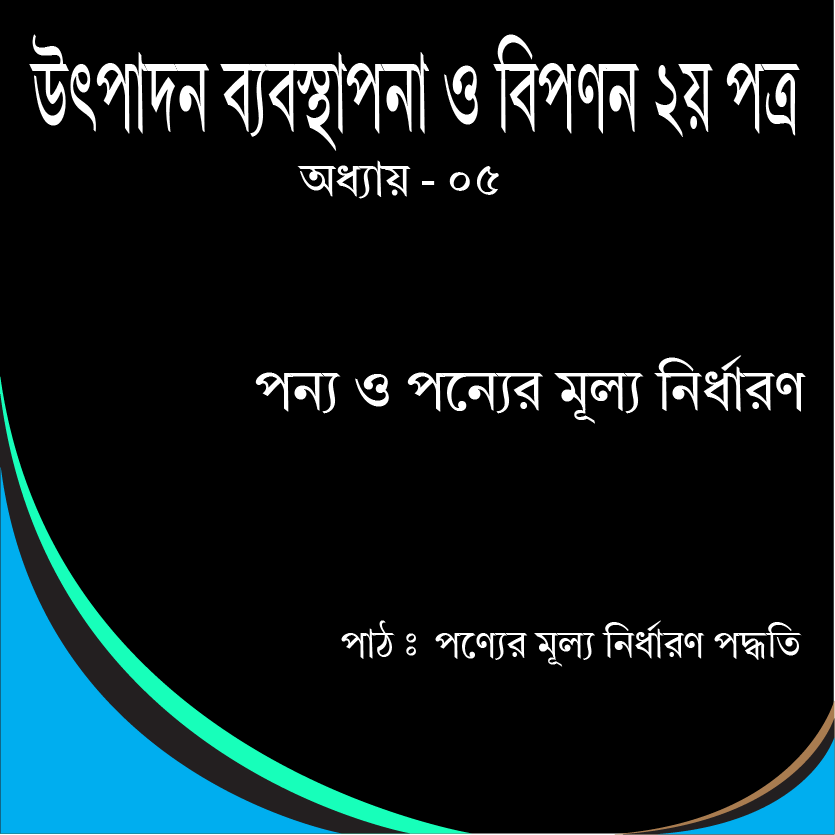 উৎপাদন ব্যবস্থাপনা ও বিপণন ২য় পত্র
অধ্যায় - ০৫
পন্য ও পন্যের মূল্য নির্ধারণ
পাঠ ঃ পণ্যের মূল্য নির্ধারণ পদ্ধতি